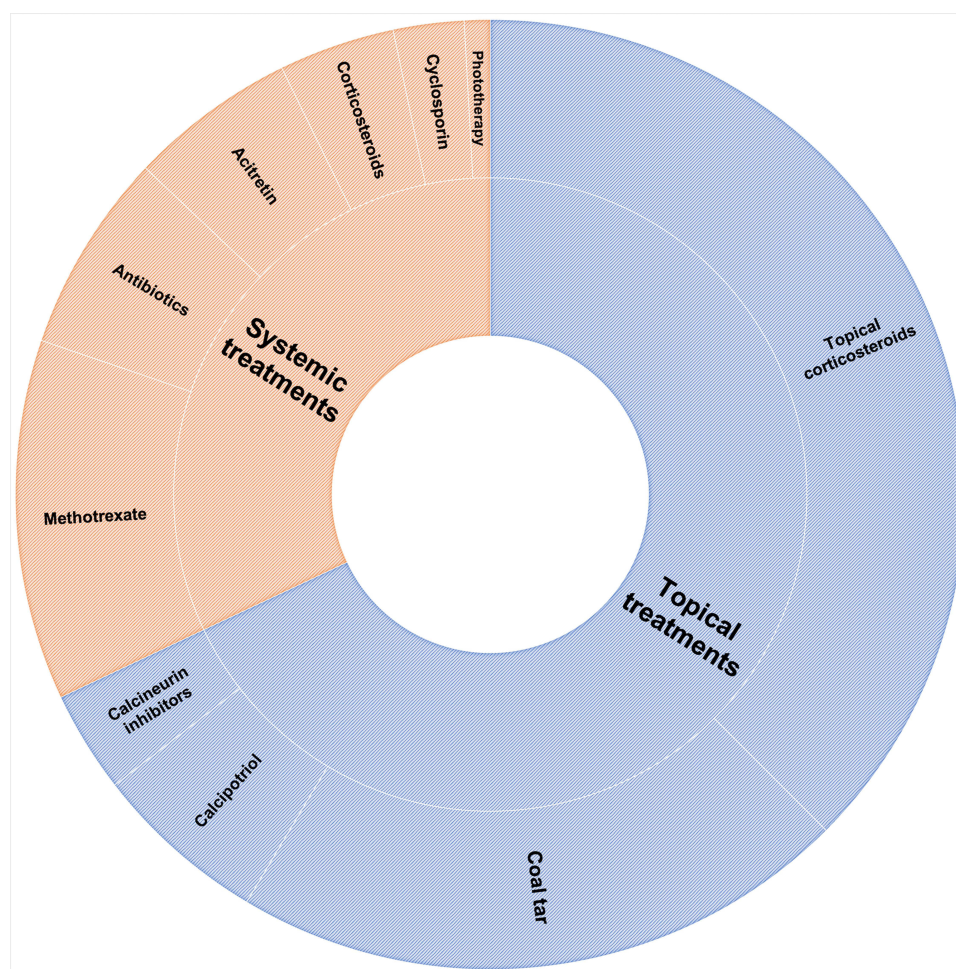 Phototherapy
Cyclosporin
Corticosteroids
Acitretin
Antibiotics
Methotrexate
Systemic
treatments
Topical
corticosteroids
Topical
treatments
Calcineurin
inhibitors
Calcipotriol
Coal tar